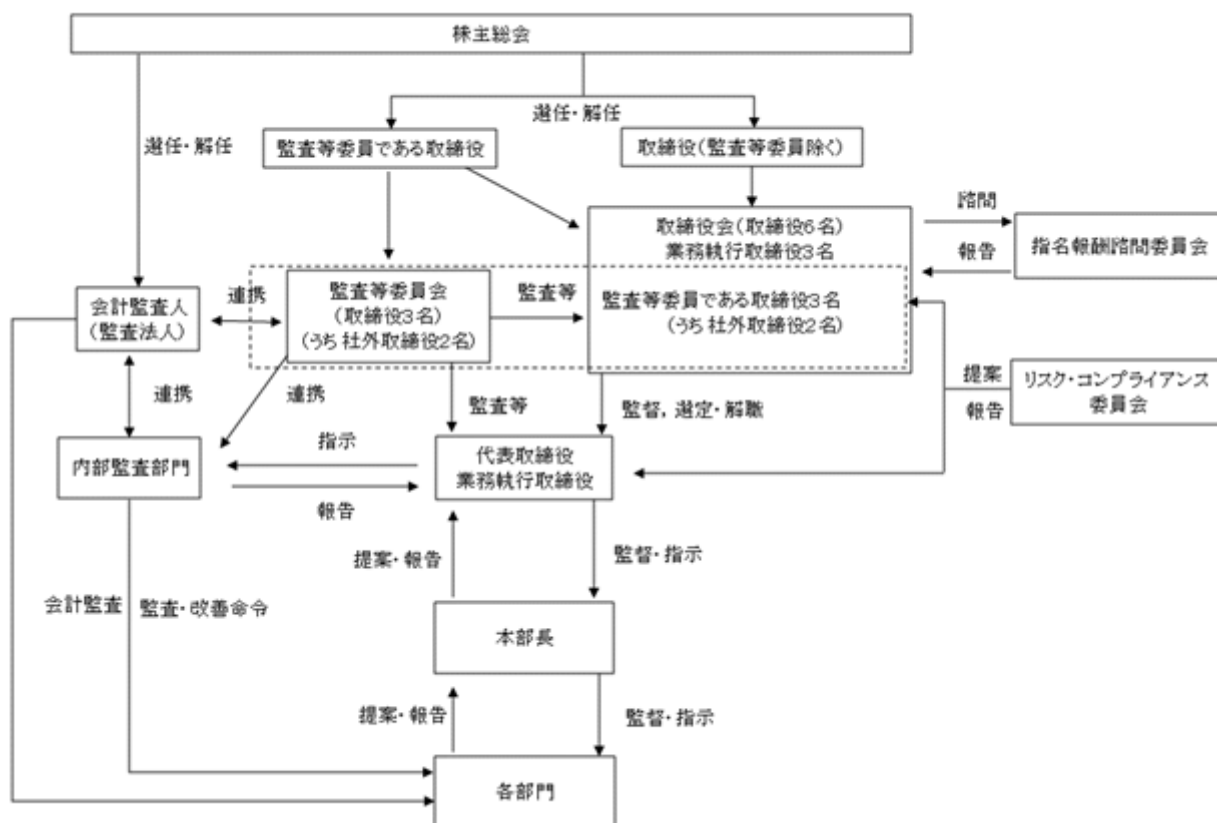 株主総会
選任・解任
選任・解任
監査等委員である取締役
取締役(監査等委員除く)
取締役会(取締役6名)
業務執行取締役3名
諮問
報告
指名報酬諮問委員会
会計監査人
(監査法人)
連携
監査等委員会
(取締役3名)
(うち社外取締役2名)
監査等
監査等委員である取締役3名
(うち社外取締役2名)
連携
連携
監査等
監督,選定・解職
提案
報告
リスク・コンプライアンス
委員会
内部監査部門
指示
報告
代表取締役
業務執行取締役
提案・報告
監督・指示
会計監査
監査・改善命令
本部長
提案・報告
監督・指示
各部門